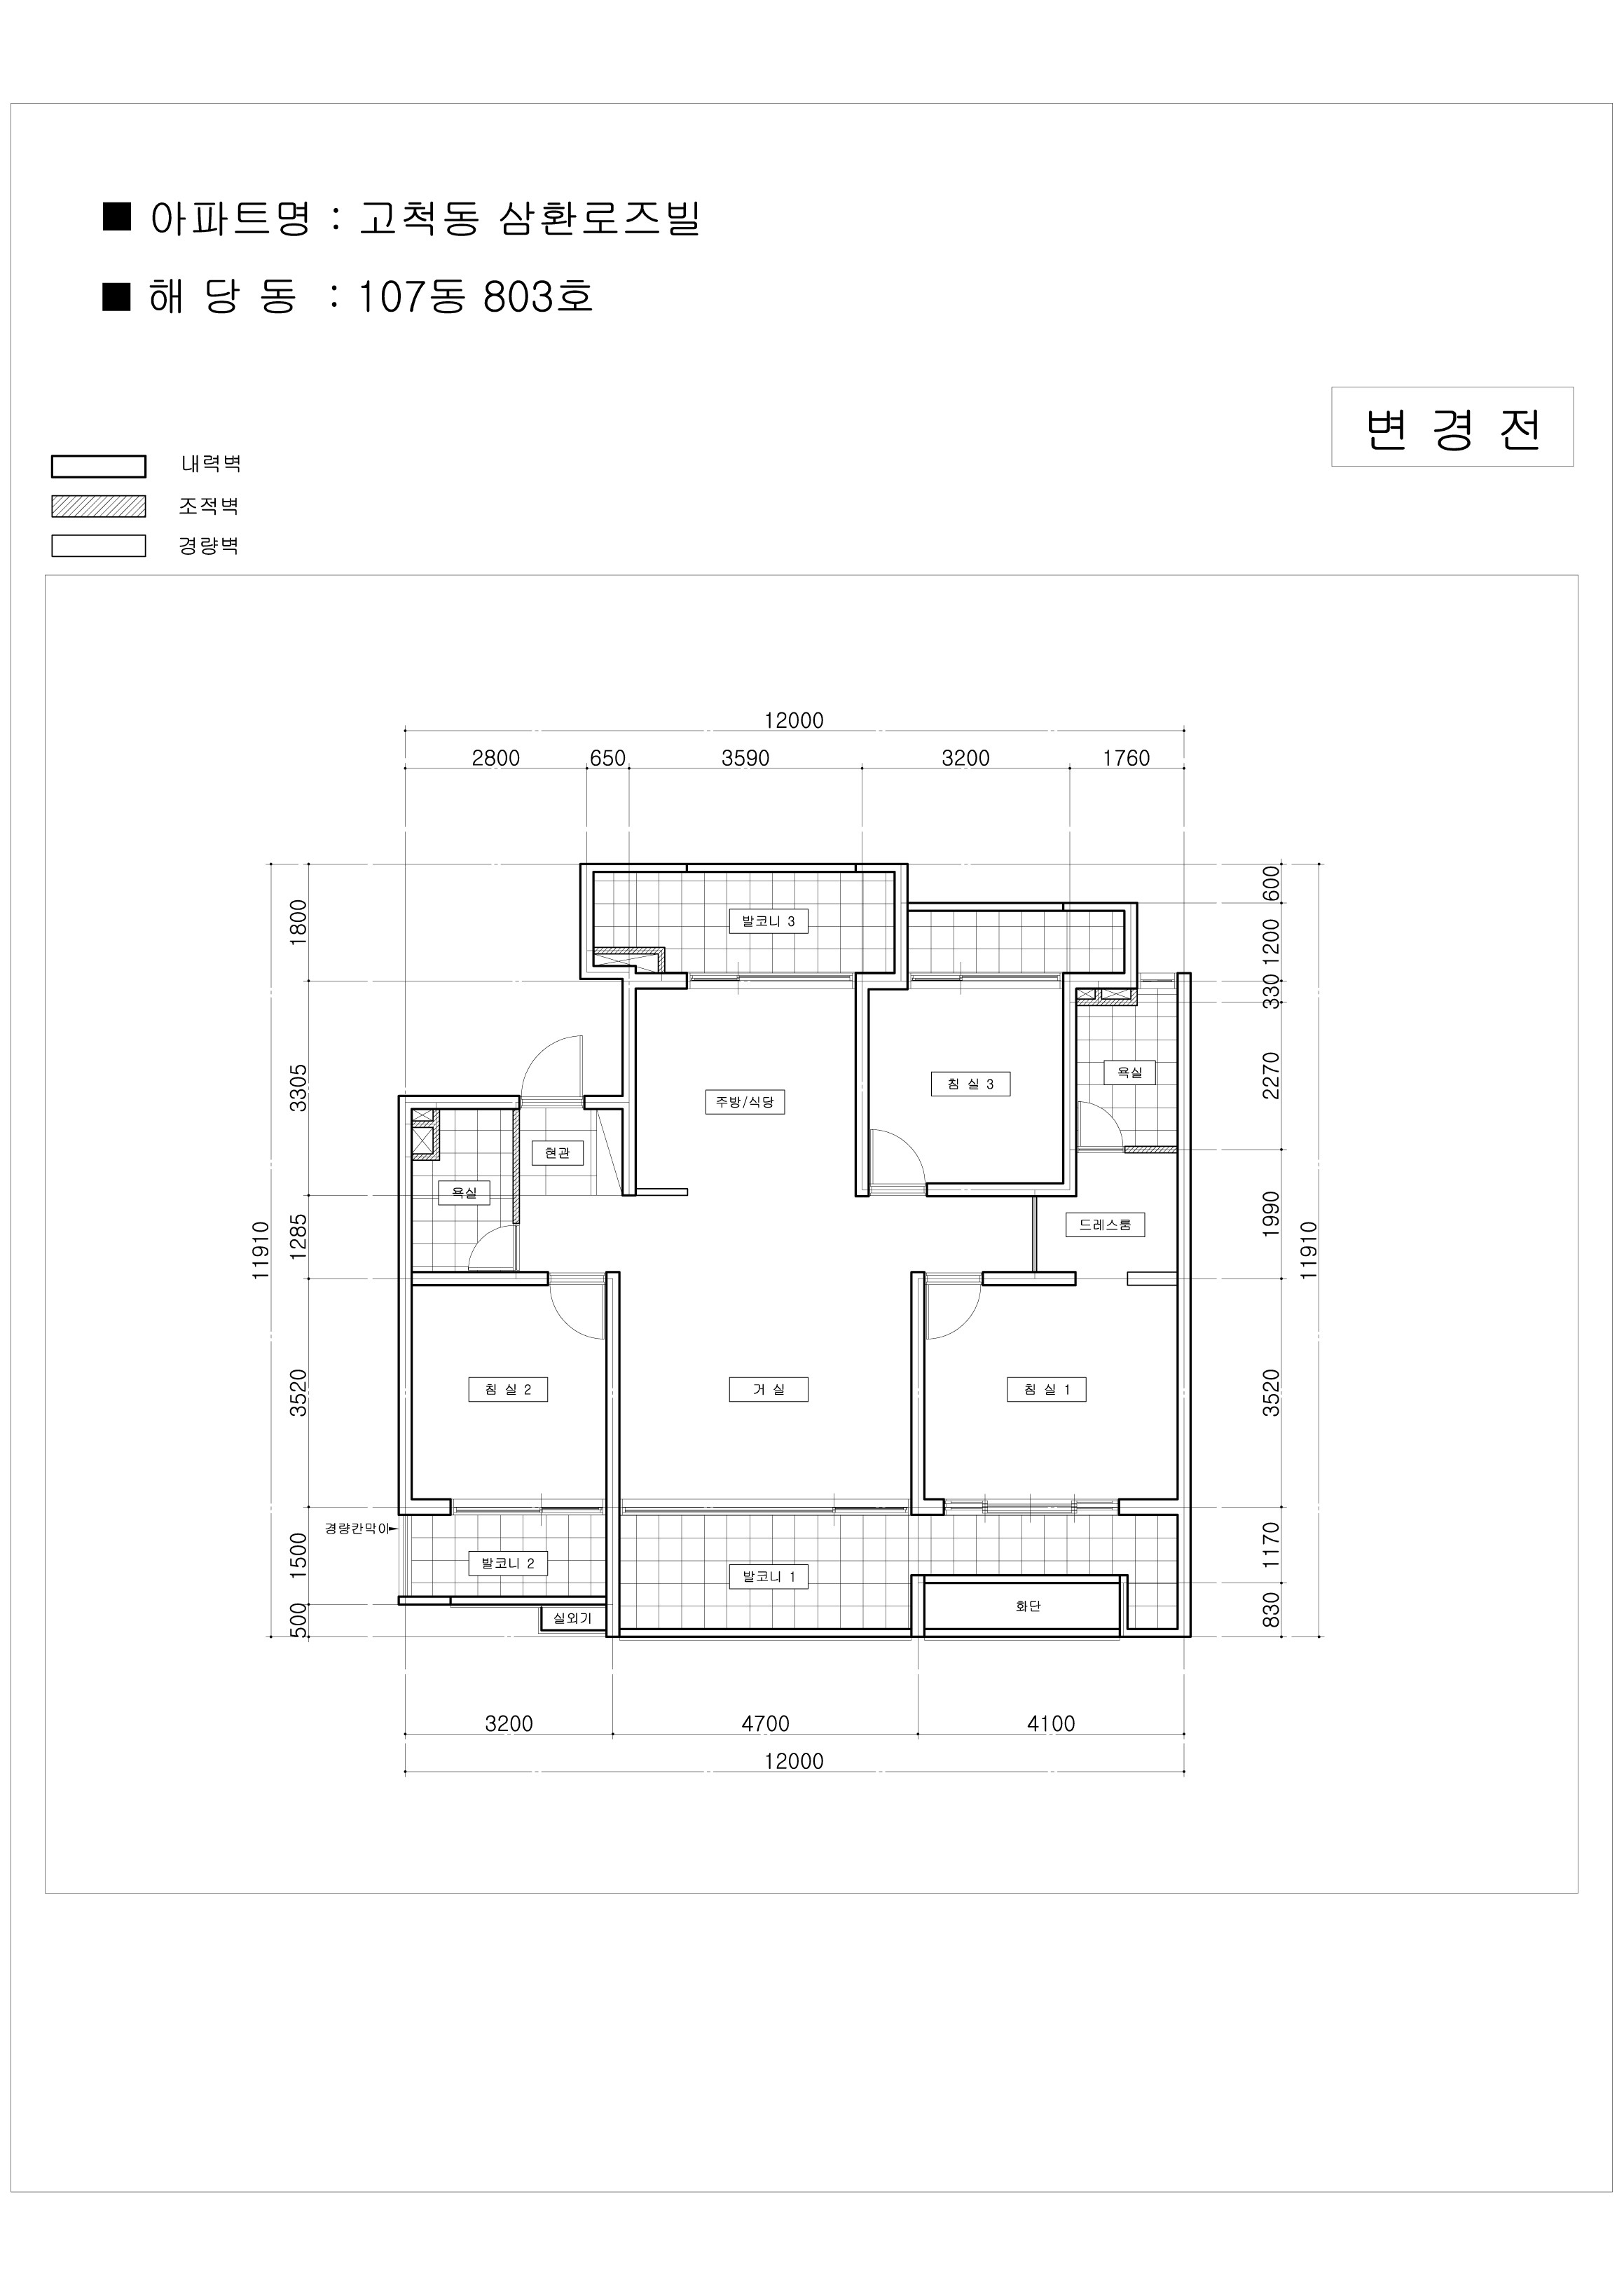 ■ 아파트명 : 고척동 삼환로즈빌
■ 해 당 동 : 107동 803호
변 경 전
내력벽
조적벽
경량벽
12000
2800 650 3590 3200 1760
발코니 3
600
1800
1200
330
주방/식당
침 실 3
욕실
3305
2270
현관
욕실
드레스룸
11910
1285
1990
11910
침 실 2
거 실
침 실 1
3520
3520
경량칸막이
발코니 2
발코니 1
1500
1170
화단
실외기
500
830
3200 4700 4100
12000